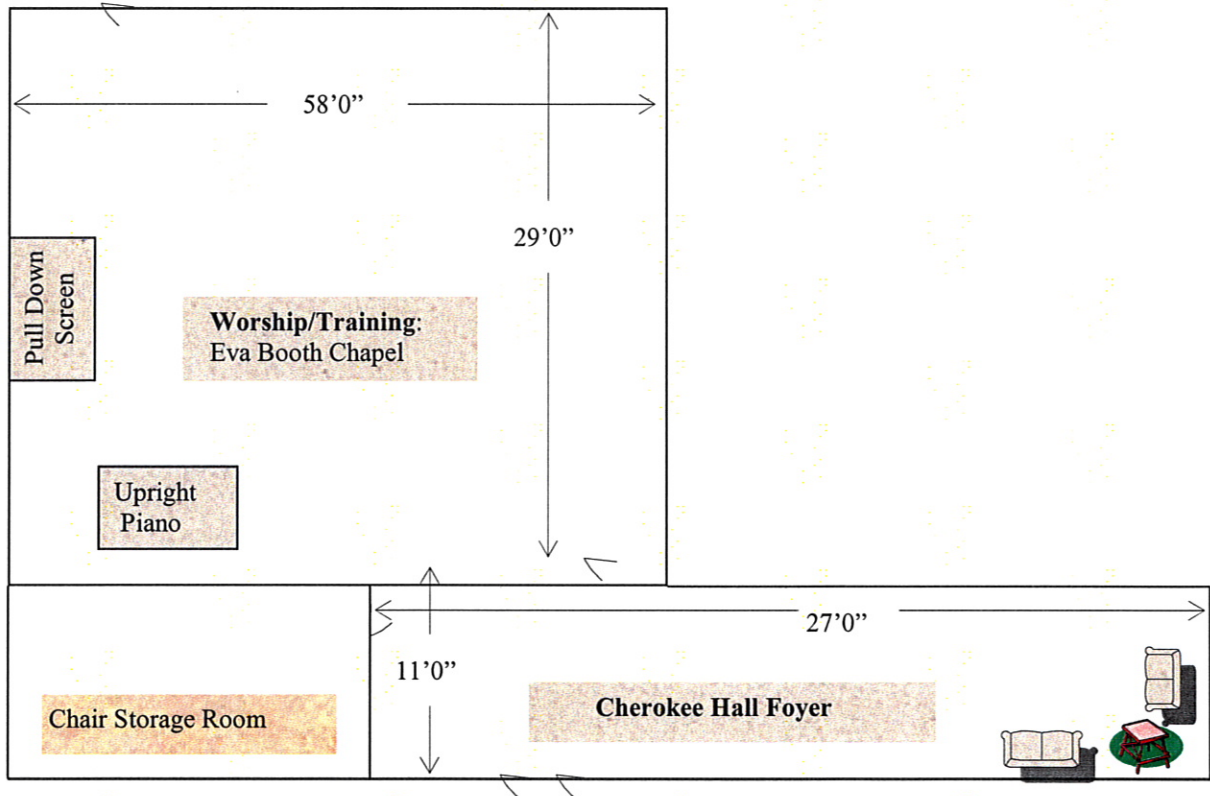 58’0”
29’0”
Pull Down
Screen
Worship/Training:
Eva Booth Chapel
Upright
Piano
27’0”
11’0”
Chair Storage Room
Cherokee Hall Foyer